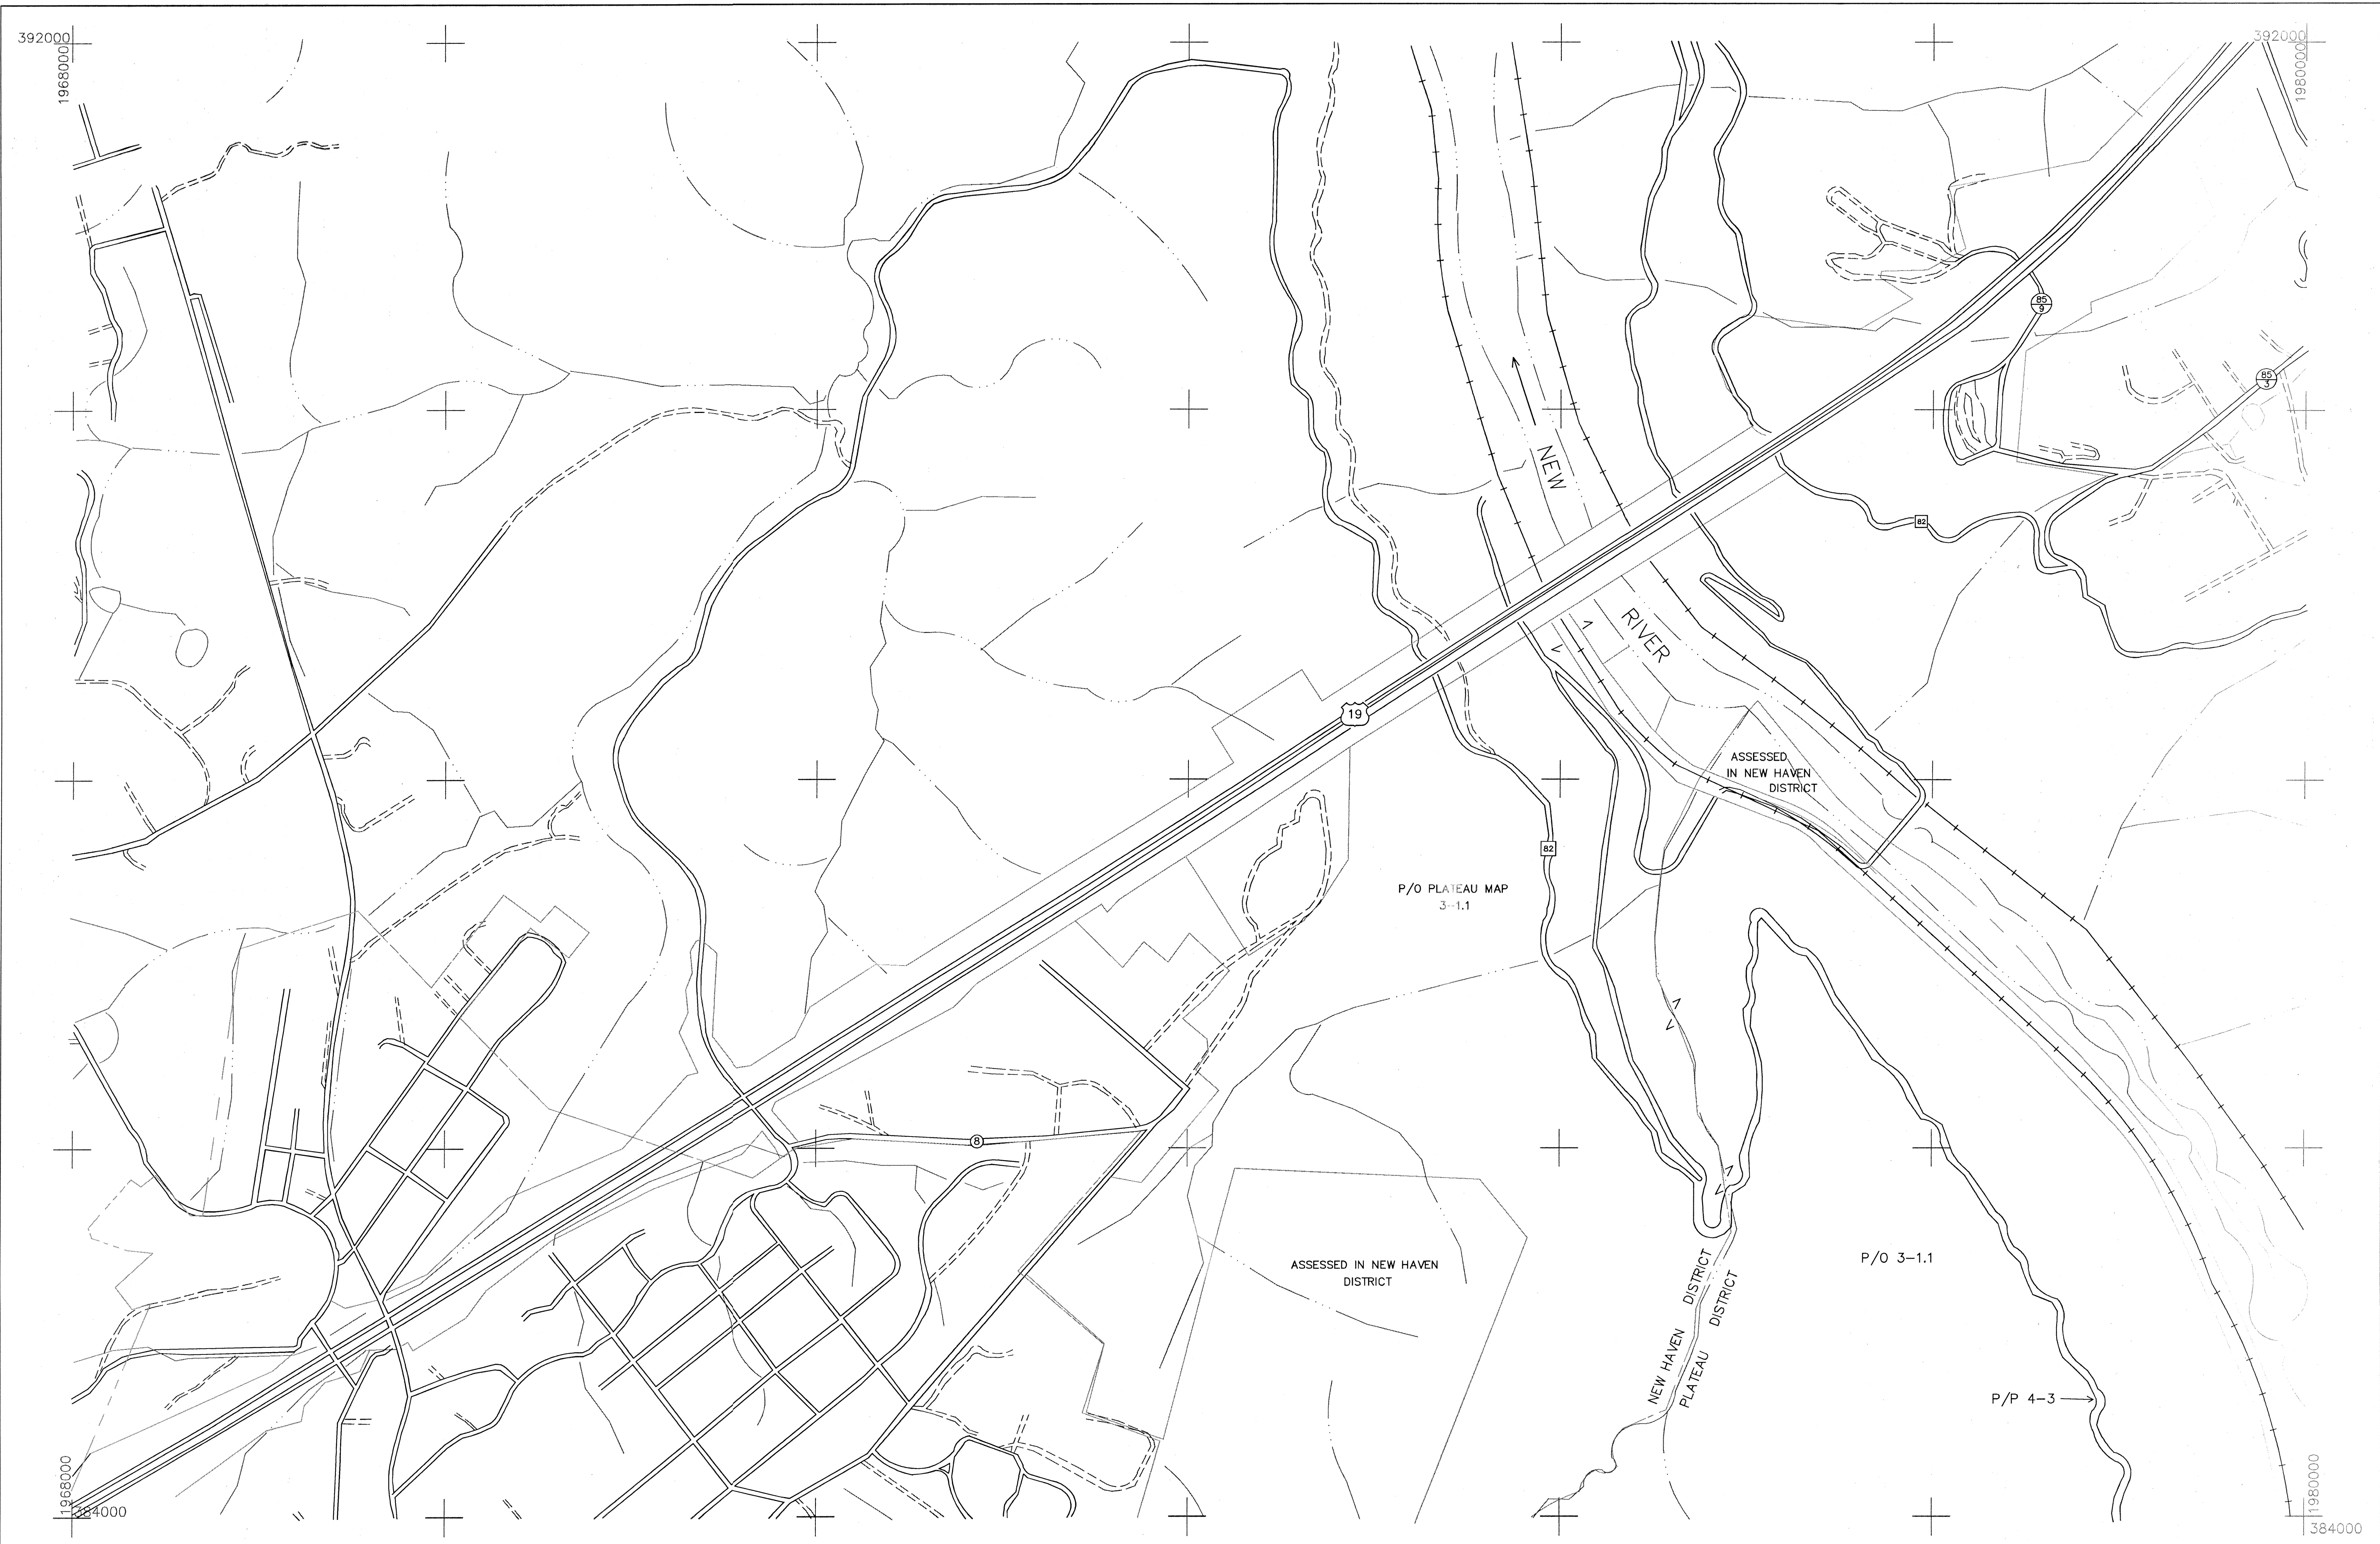 392000
1968000
392000
1980000
85
9
85
3
NEW
82
RIVER
19
ASSESSED
IN NEW HAVEN
DISTRICT
82
P/O PLATEAU MAP
3-1.1
8
ASSESSED IN NEW HAVEN
DISTRICT
P/O 3-1.1
NEW HAVEN DISTRICT
PLATEAU DISTRICT
P/P 4-3
1968000
384000
1980000
384000